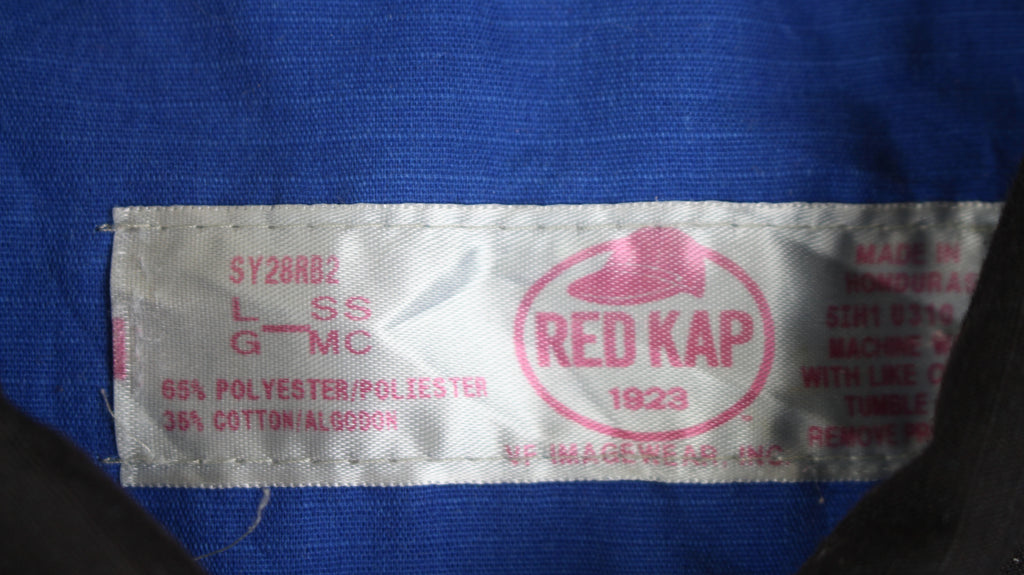 SY28RB2
L SS
G MC
65% POLYESTER/POLIESTER
35% COTTON/ALGODON
RED KAP
1923
VF IMAGEWEAR, INC.
MADE IN
HONDURAS
MACHINE
WITH LIKE
TUMBLE
REMOVE